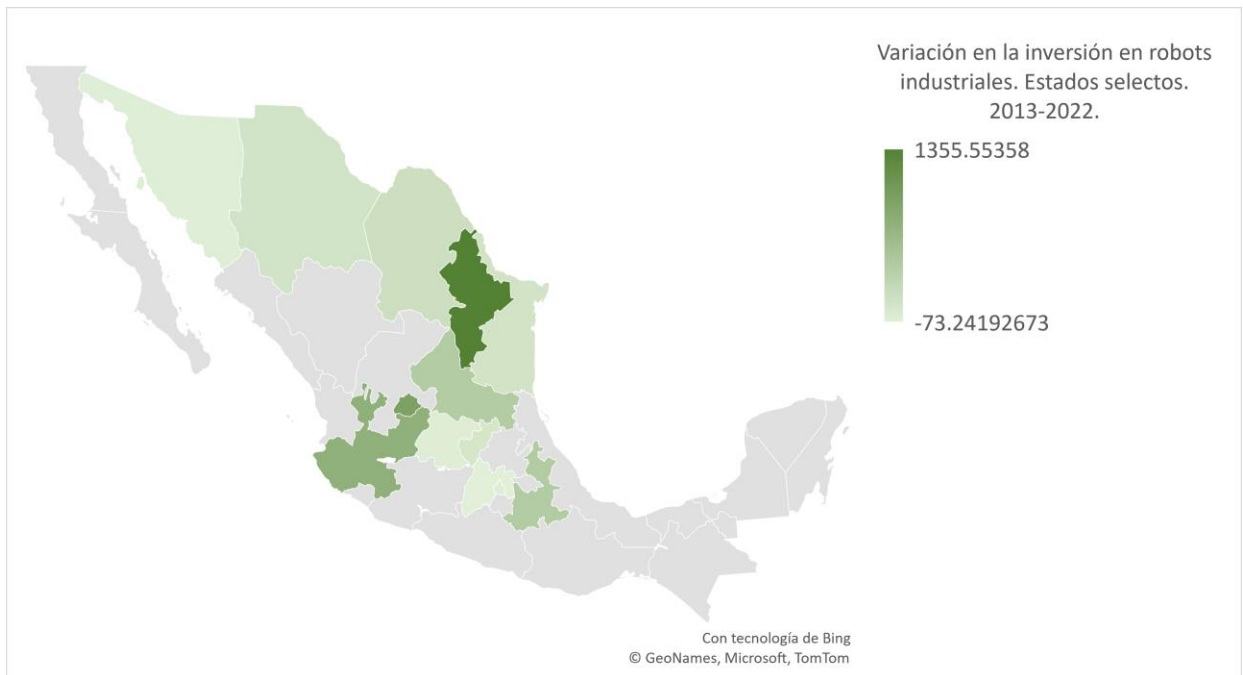 Variación en la inversión en robots
industriales. Estados selectos.
2013-2022.
1355.55358
-73.24192673
Con tecnología de Bing
© GeoNames, Microsoft, TomTom